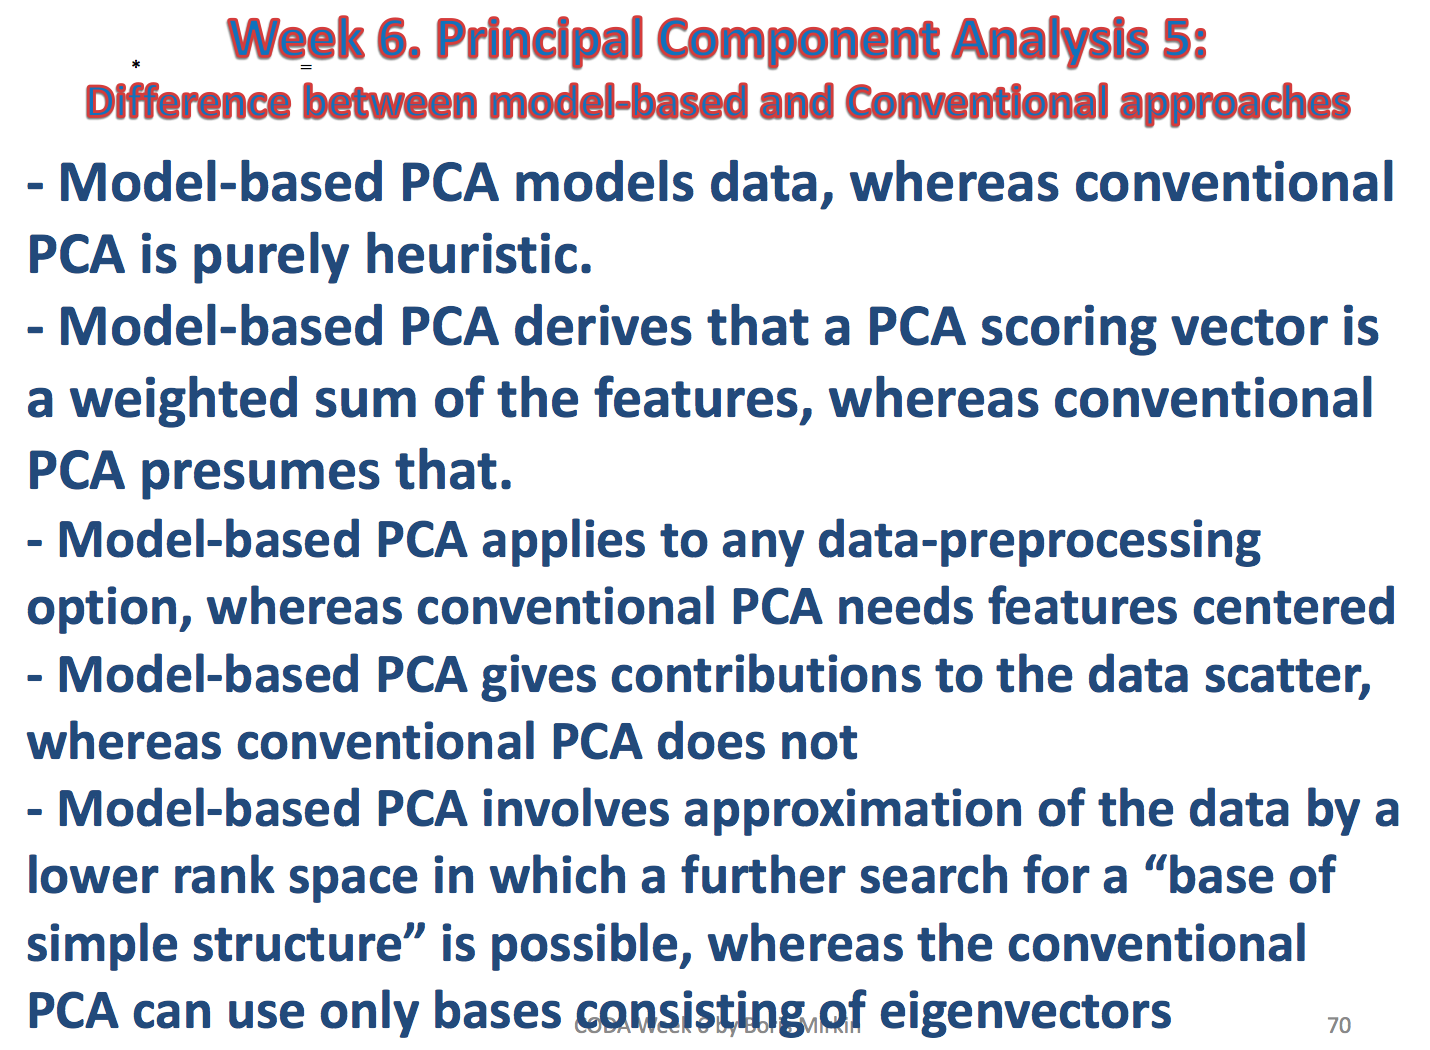 Week 6. Principal Component Analysis 5:
* =
Difference between model-based and Conventional approaches
- Model-based PCA models data, whereas conventional
PCA is purely heuristic.
- Model-based PCA derives that a PCA scoring vector is
a weighted sum of the features, whereas conventional
PCA presumes that.
- Model-based PCA applies to any data-preprocessing
option, whereas conventional PCA needs features centered
- Model-based PCA gives contributions to the data scatter,
whereas conventional PCA does not
- Model-based PCA involves approximation of the data by a
lower rank space in which a further search for a “base of
simple structure” is possible, whereas the conventional
PCA can use only bases consisting of eigenvectors
CODA Week 6 by Boris Mirkin
70